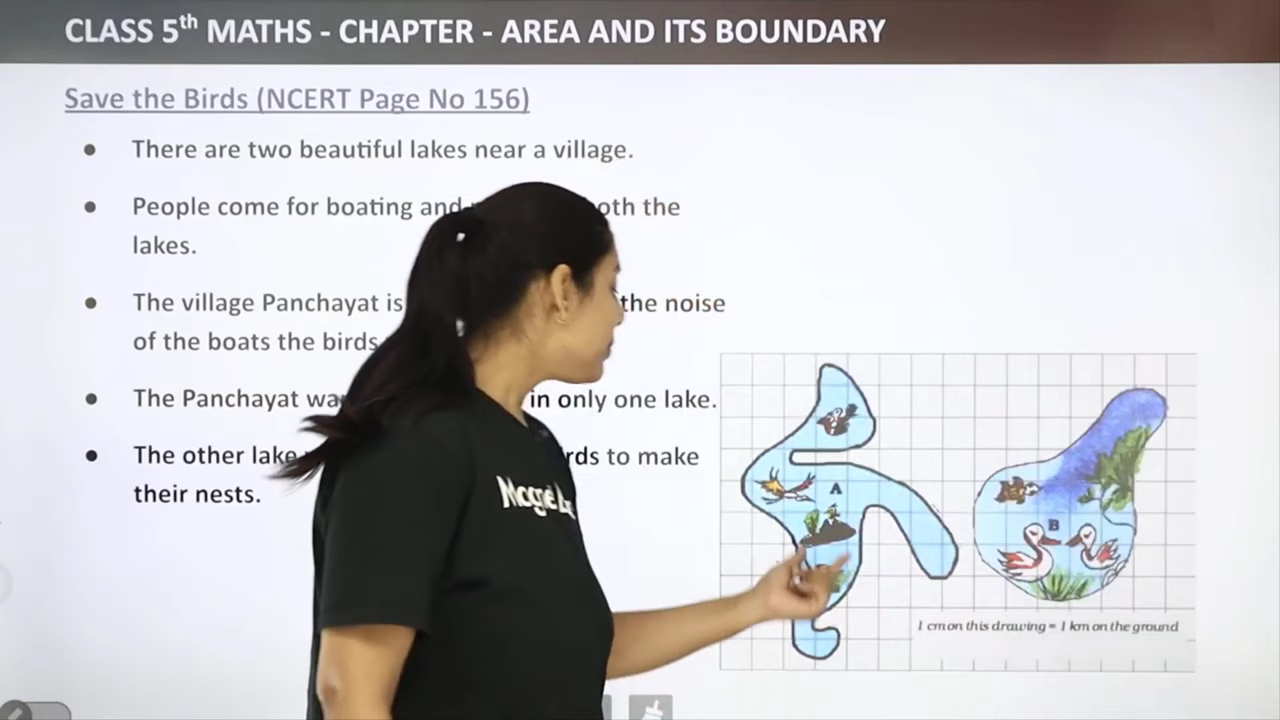 CLASS 5th MATHS - CHAPTER - AREA AND ITS BOUNDARY
Save the Birds (NCERT Page No 156)
● There are two beautiful lakes near a village.
● People come for boating and oth the
lakes.
● The village Panchayat is the noise
of the boats the birds
● The Panchayat wa in only one lake.
● The other lake rds to make
their nests.
A
B
1 cm on this drawing = 1 km on the ground